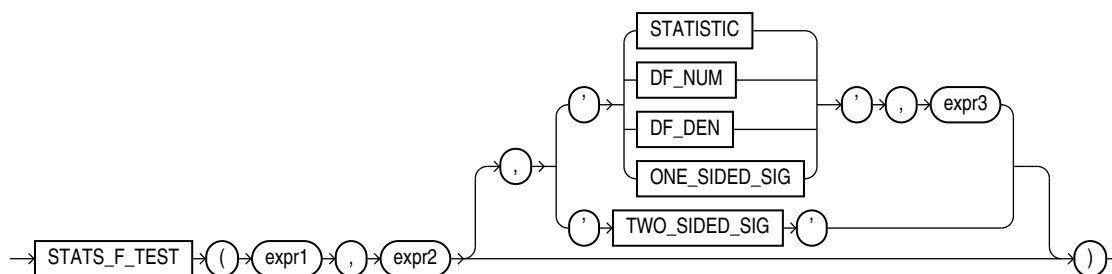 STATISTIC
DF_NUM
' DF_DEN ' , expr3
ONE_SIDED_SIG
,
' TWO_SIDED_SIG '
STATS_F_TEST ( expr1 , expr2 )